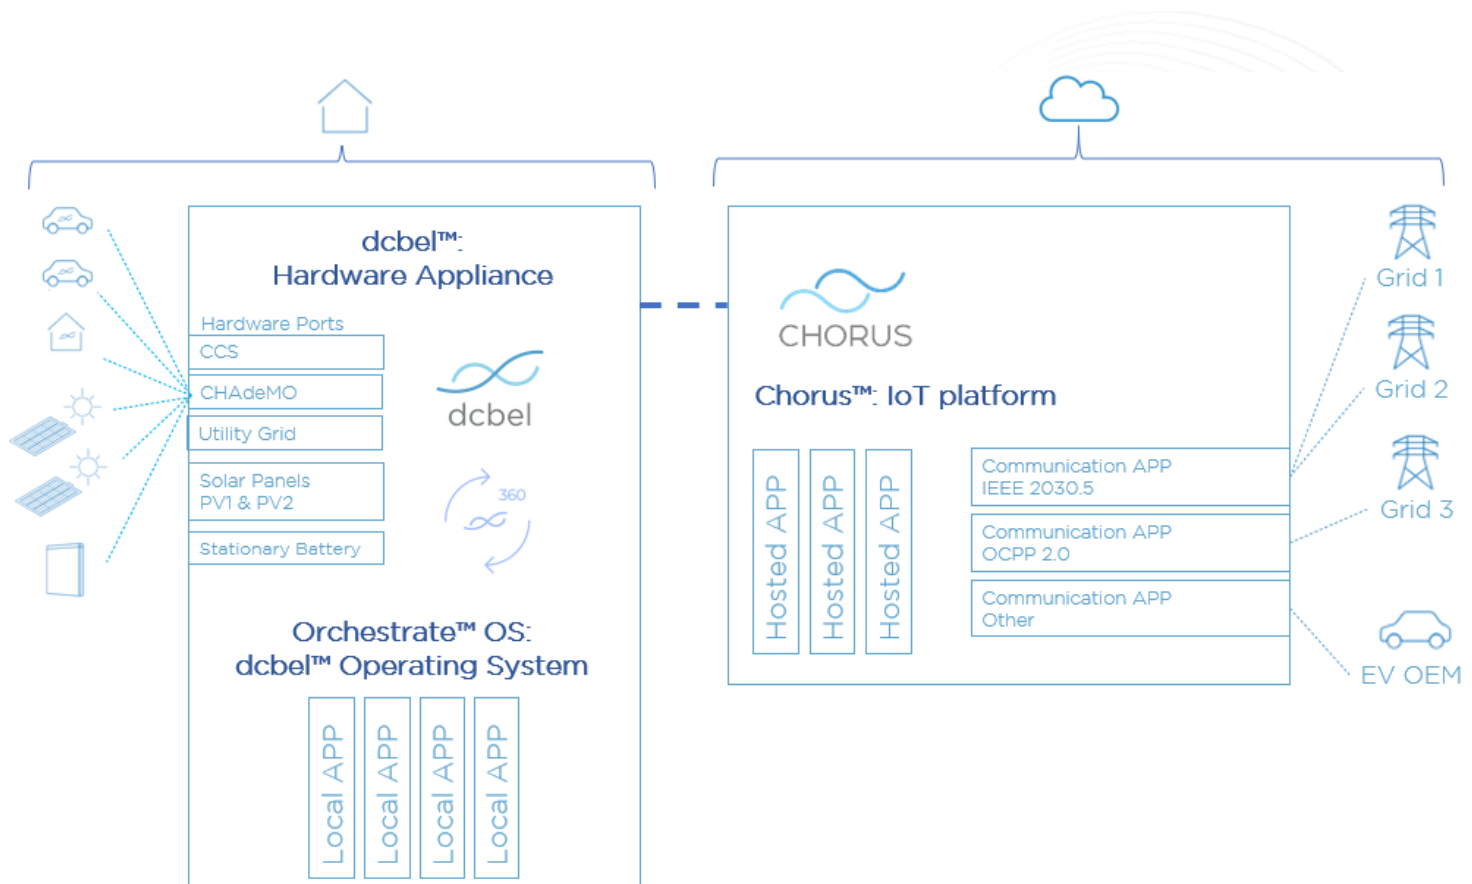 dcbel™:
Hardware Appliance
Hardware Ports
CCS
CHAdeMO
Utility Grid
Solar Panels
PV1 & PV2
Stationary Battery
dcbel
360
Orchestrate™ OS:
dcbel™ Operating System
Local APP
Local APP
Local APP
Local APP
CHORUS
Chorus™: IoT platform
Hosted APP
Hosted APP
Hosted APP
Communication APP
IEEE 2030.5
Communication APP
OCPP 2.0
Communication APP
Other
Grid 1
Grid 2
Grid 3
EV OEM